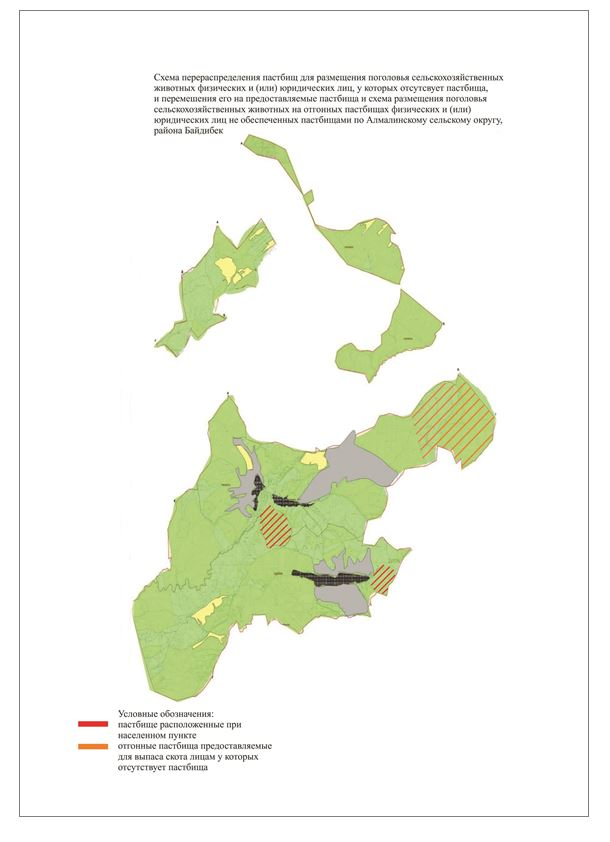 Схема перераспределения пастбищ для размещения поголовья сельскохозяйственных
животных физических и (или) юридических лиц, у которых отсутсвует пастбища,
и перемешения его на предоставляемые пастбища и схема размещения поголовья
сельскохозяйственных животных на отгонных пастбищах физических и (или)
юридических лиц не обеспеченных пастбищами по Алмалинскому сельскому округу,
района Байдибек
Условные обозначения:
пастбище расположенные при
населенном пункте
отгонные пастбища предоставляемые
для выпаса скота лицам у которых
отсутствует пастбища